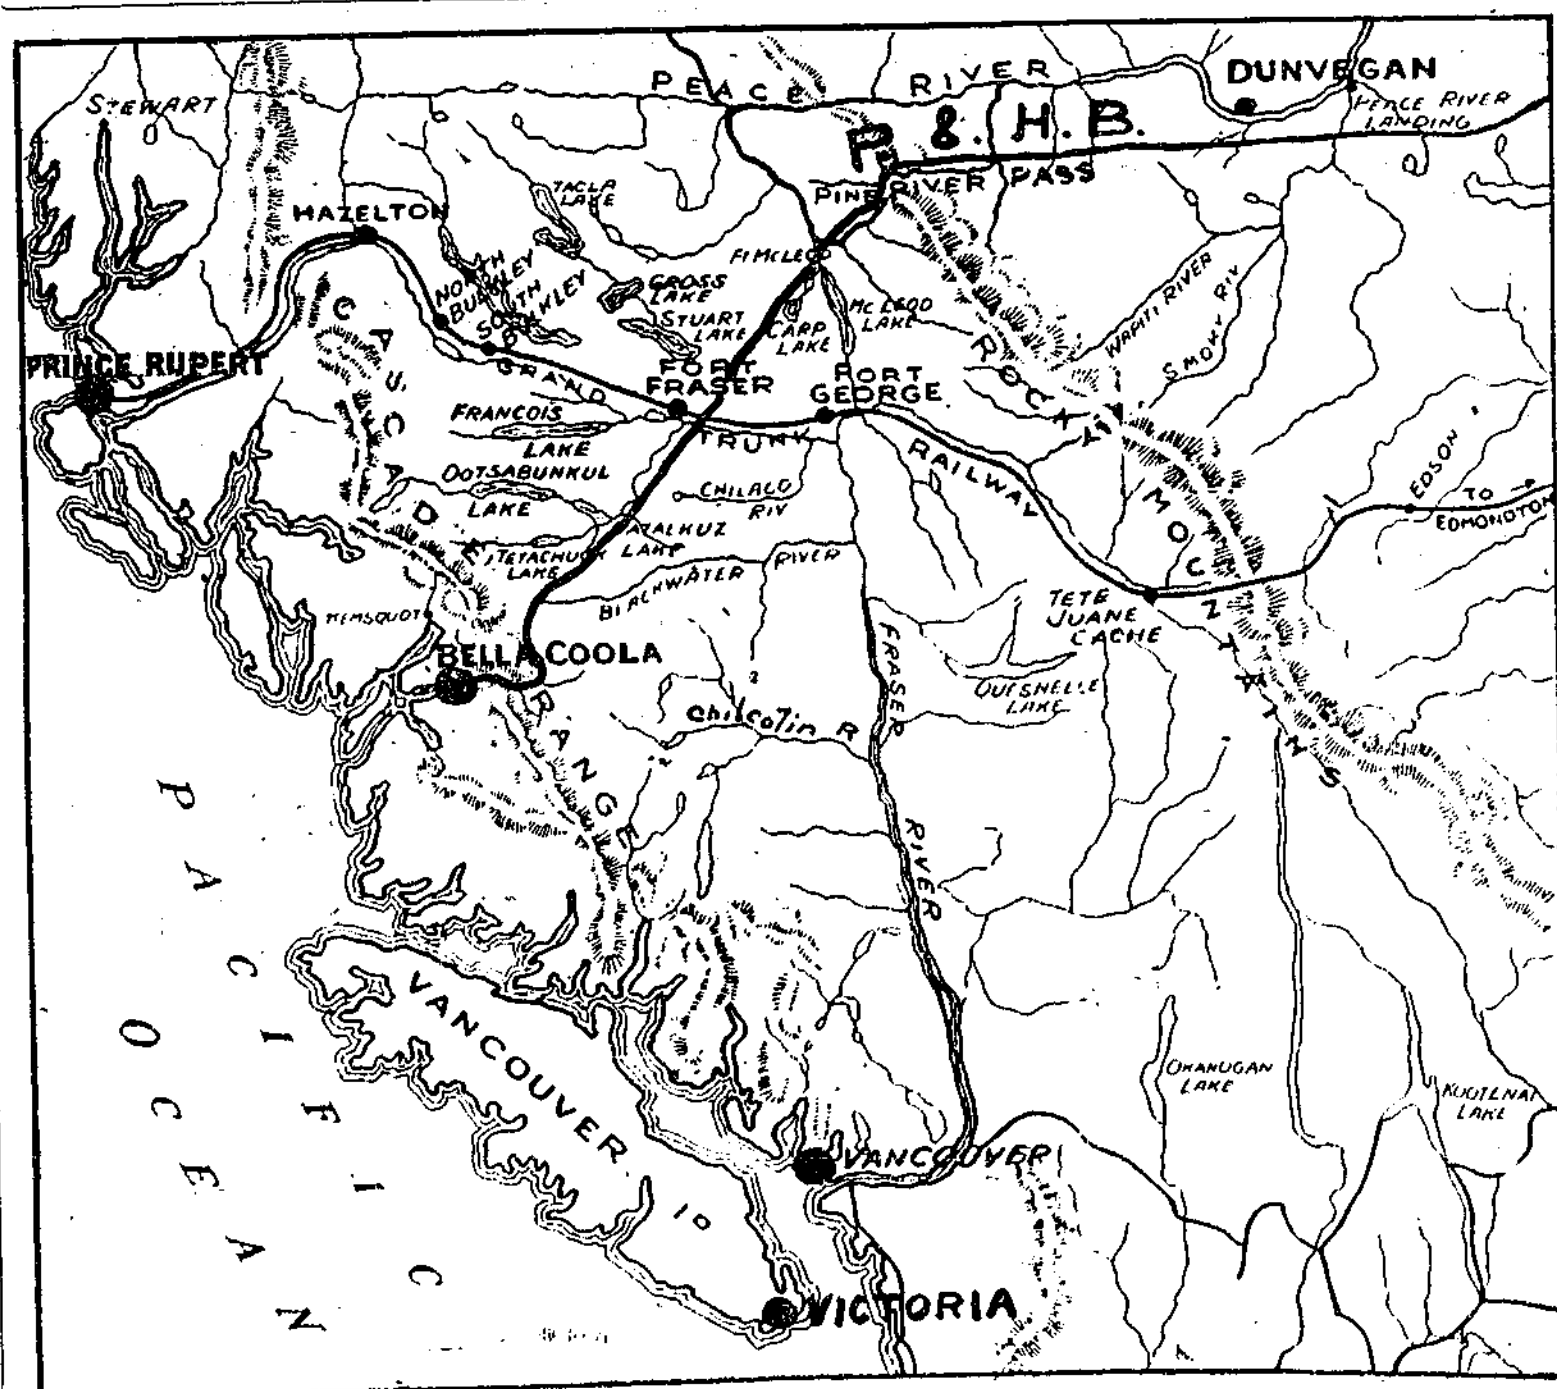 PEACE RIVER
DUNVEGAN
PEACE RIVER
LANDING
STEWART
P. & H. B.
PINE RIVER PASS
TACLA
LAKE
HAZELTON
NORTH
BULKLEY
SOUTH
BULKLEY
FT MCLEOD
GROSS
LAKE
STUART
LAKE
CARP
LAKE
MCLEOD
LAKE
WAPITI RIVER
SMOKY RIV
CASCADE RANGE
ROCKY MOUNTAINS
PRINCE RUPERT
FORT
FRASER
FORT
GEORGE
GRAND TRUNK RAILWAY
FRANCOIS
LAKE
OOTSABUNKUL
LAKE
CHILACO
RIV
EDSON
TO
EDMONTON
NATALKUZ
LAKE
TETACHUCK
LAKE
BLACKWATER RIVER
TETE
JUANE
CACHE
KEMSQUOT
BELLA COOLA
QUESNELLE
LAKE
Chilcotin R
FRASER RIVER
PACIFIC
OCEAN
VANCOUVER ID
OKANUGAN
LAKE
KOOTENAI
LAKE
VANCOUVER
VICTORIA